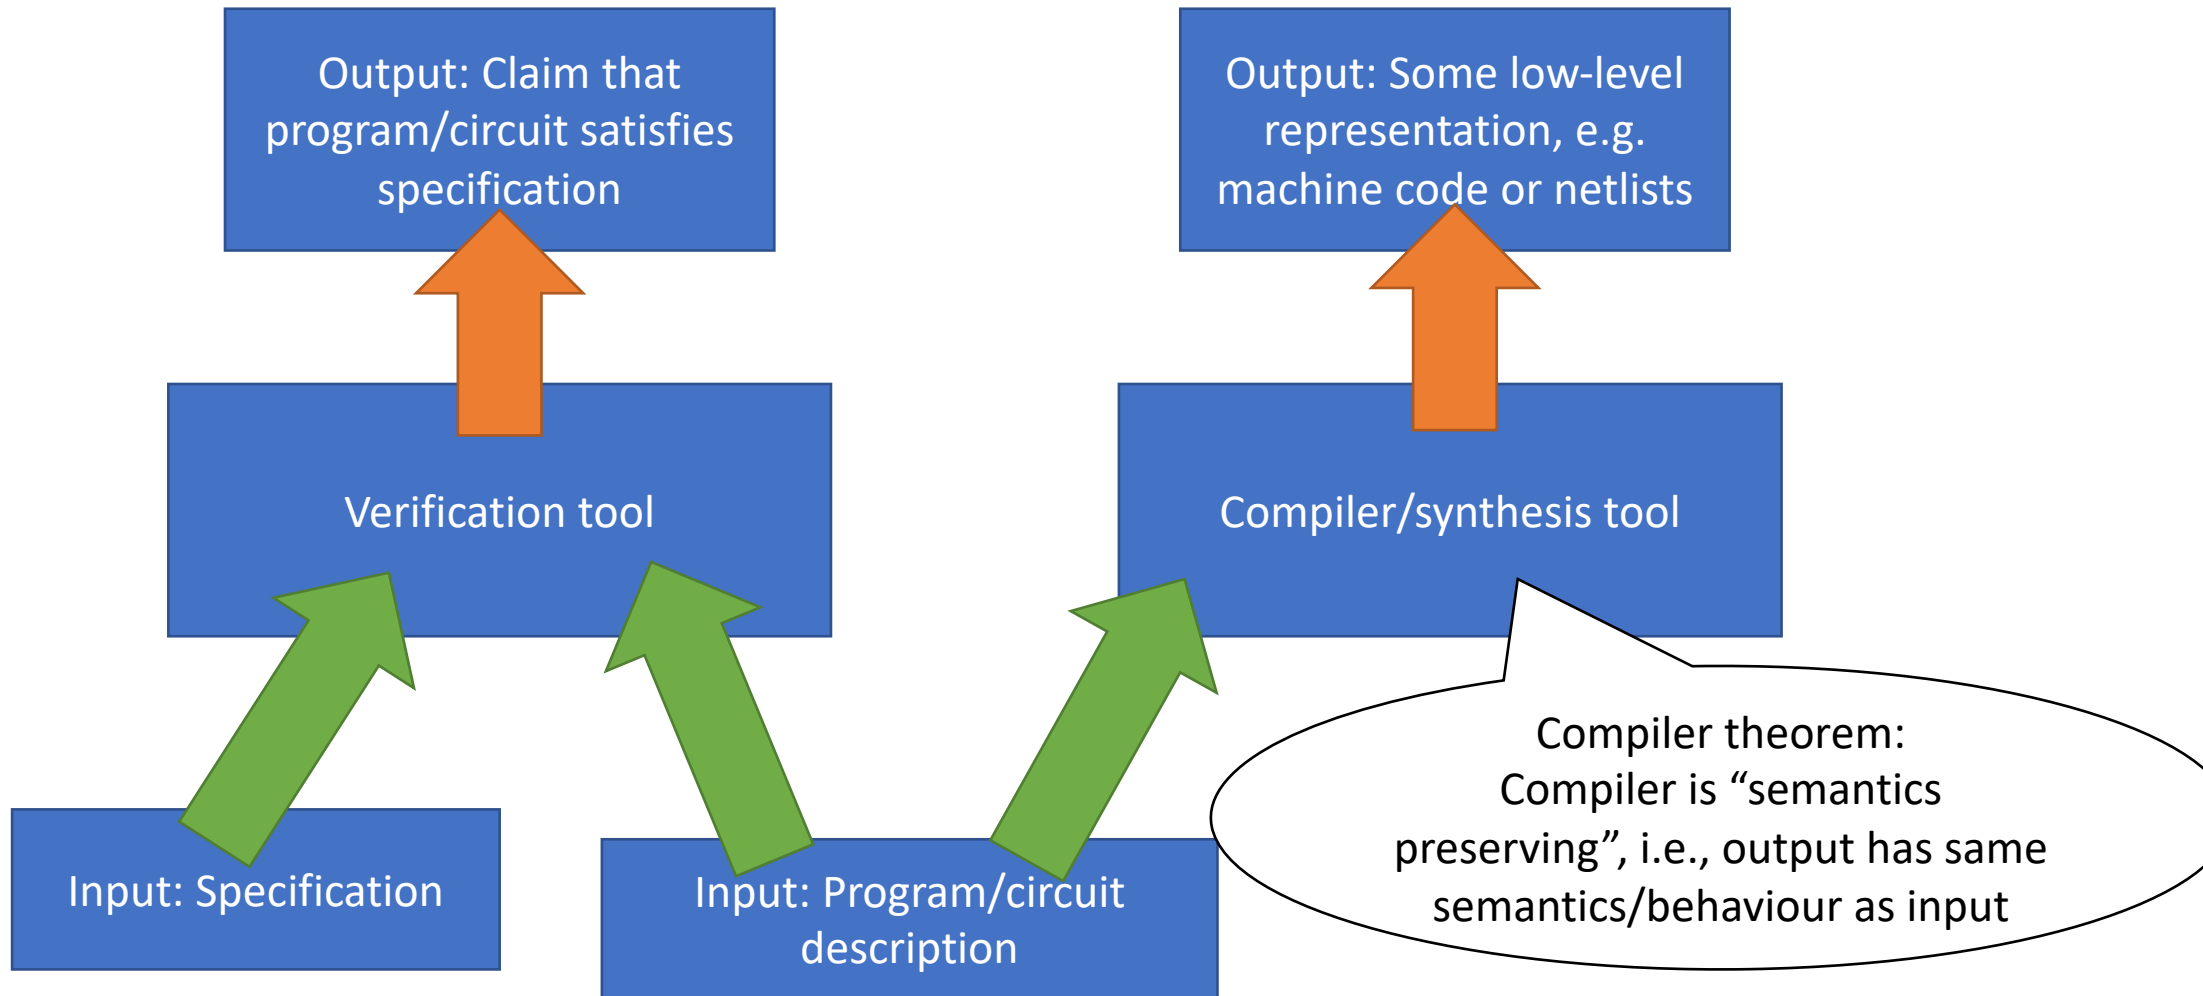 Output: Claim that
program/circuit satisfies
specification
Output: Some low-level
representation, e.g.
machine code or netlists
Verification tool
Compiler/synthesis tool
Input: Specification
Input: Program/circuit
description
Compiler theorem:
Compiler is “semantics
preserving”, i.e., output has same
semantics/behaviour as input